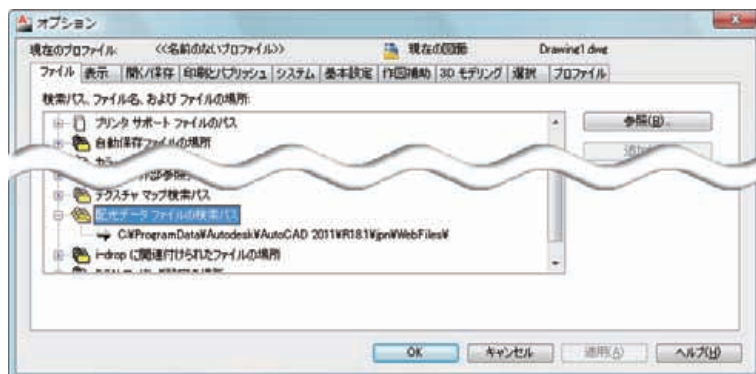 オプション
現在のプロファイル: <<名前のないプロファイル>> 現在の図面 Drawing1.dwg
ファイル 表示 開く/保存 印刷とパブリッシュ システム 基本設定 作図補助 3D モデリング 選択 プロファイル
検索パス、ファイル名、および ファイルの場所:
プリンタ サポート ファイルのパス
参照(B)...
自動保存ファイルの場所
テクスチャ マップ検索パス
配光データ ファイルの検索パス
C:¥ProgramData¥Autodesk¥AutoCAD 2011¥R18.1¥jpn¥WebFiles¥
i-drop に関連付けられたファイルの場所
OK キャンセル 適用(A) ヘルプ(H)